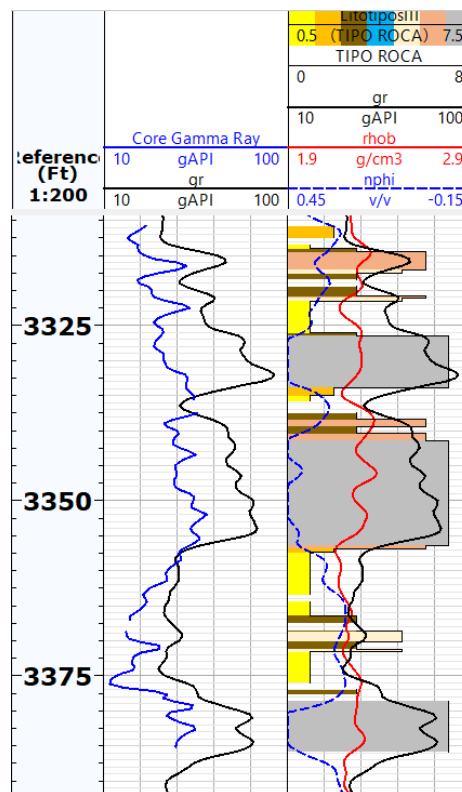 LitotiposIII
0.5 (TIPO ROCA) 7.5
TIPO ROCA
0 8
gr
10 gAPI 100
Core Gamma Ray rhob
10 gAPI 100 1.9 g/cm3 2.9
gr nphi
10 gAPI 100 0.45 v/v -0.15
(Ft)
1:200
3325
3350
3375